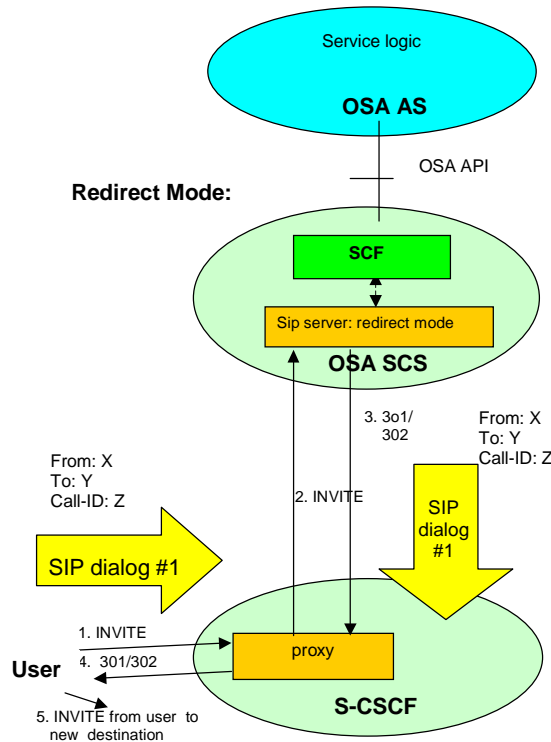 Service logic
OSA AS
OSA API
Redirect Mode:
SCF
Sip server: redirect mode
OSA SCS
3. 3o1/
302
From: X
To: Y
Call-ID: Z
From: X
To: Y
Call-ID: Z
2. INVITE
SIP
dialog
#1
SIP dialog #1
1. INVITE
proxy
User
4. 301/302
S-CSCF
5. INVITE from user to
new destination